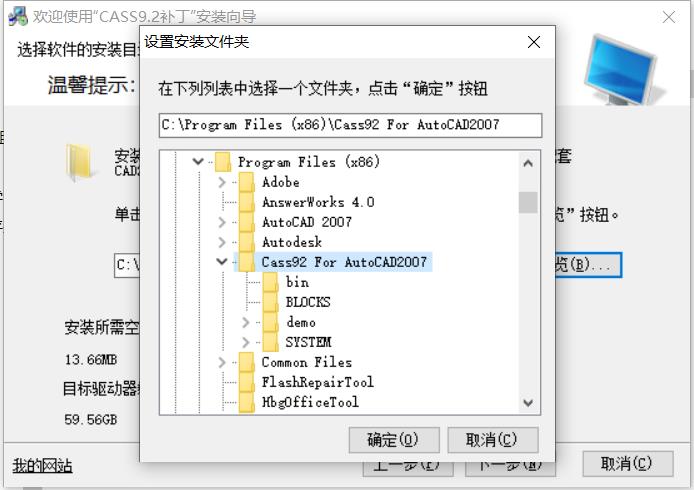 欢迎使用“CASS9.2补丁”安装向导
选择软件的安装目
温馨提示:
设置安装文件夹
在下列列表中选择一个文件夹，点击“确定”按钮
C:\Program Files (x86)\Cass92 For AutoCAD2007
Program Files (x86)
Adobe
AnswerWorks 4.0
AutoCAD 2007
Autodesk
Cass92 For AutoCAD2007
bin
BLOCKS
demo
SYSTEM
Common Files
FlashRepairTool
HbgOfficeTool
确定(O)
取消(C)
安装
CAD2
套
单击
览”按钮。
C:\
览(B)...
安装所需空
13.66MB
目标驱动器
59.56GB
我的网站
上一步(P)
下一步(N)
取消(C)